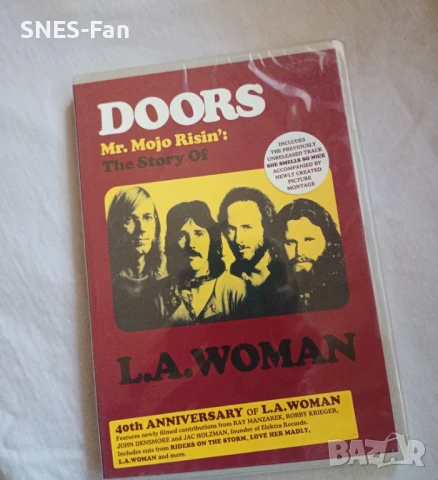 SNES-Fan
DOORS
Mr. Mojo Risin':
The Story Of
INCLUDES
THE PREVIOUSLY
UNRELEASED TRACK
SHE SMELLS SO NICE
ACCOMPANIED BY
NEWLY CREATED
PICTURE
MONTAGE
L.A.WOMAN
40th ANNIVERSARY OF L.A.WOMAN
Features newly filmed contributions from RAY MANZAREK, ROBBY KRIEGER,
JOHN DENSMORE and JAC HOLZMAN, founder of Elektra Records.
Includes cuts from RIDERS ON THE STORM, LOVE HER MADLY,
L.A.WOMAN and more.
BAZAR